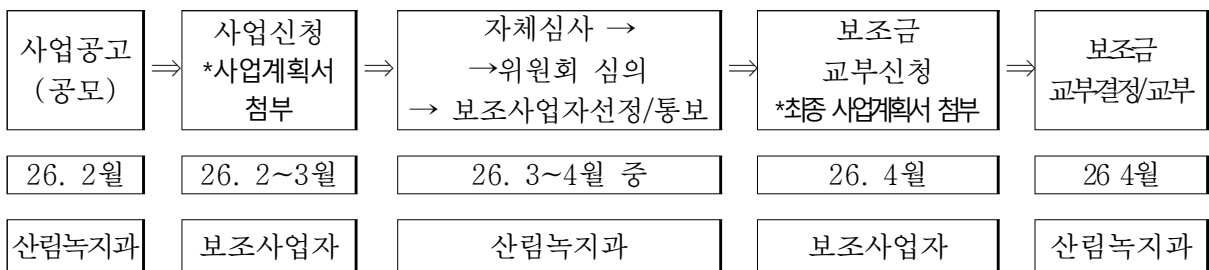 사업공고
(공모)
⇒
사업신청
*사업계획서
첨부
⇒
자체심사 →
→위원회 심의
→ 보조사업자선정/통보
⇒
보조금
교부신청
*최종 사업계획서 첨부
⇒
보조금
교부결정/교부
26. 2월
26. 2~3월
26. 3~4월 중
26. 4월
26 4월
산림녹지과
보조사업자
산림녹지과
보조사업자
산림녹지과